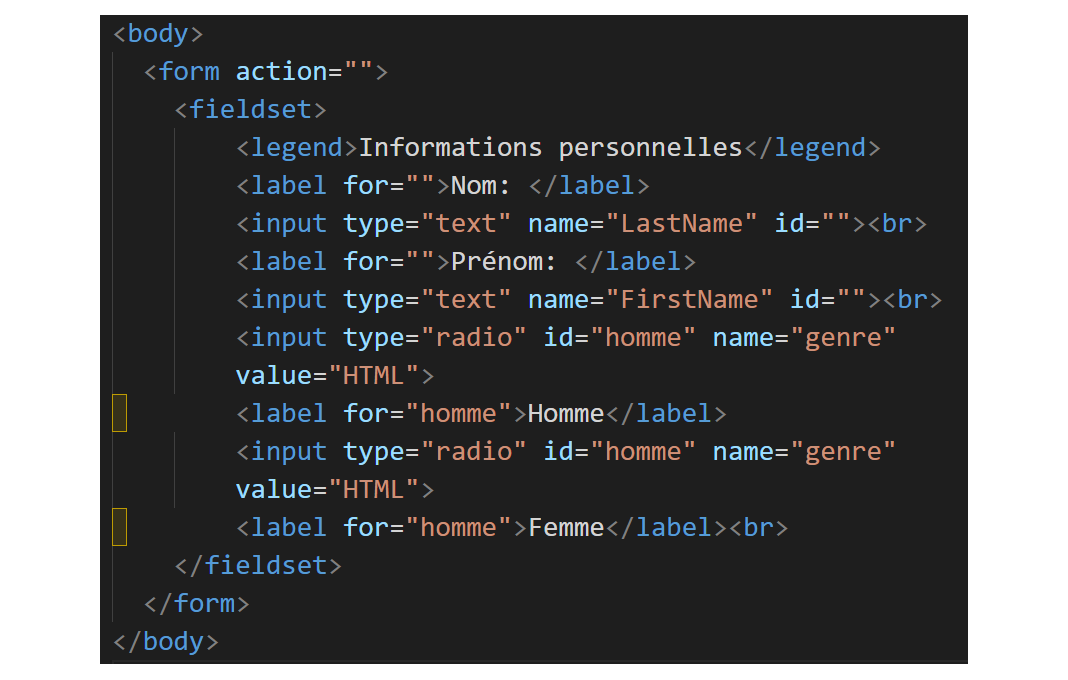 <body>
<form action="">
<fieldset>
<legend>Informations personnelles</legend>
<label for="">Nom: </label>
<input type="text" name="LastName" id=""><br>
<label for="">Prénom: </label>
<input type="text" name="FirstName" id=""><br>
<input type="radio" id="homme" name="genre"
value="HTML">
<label for="homme">Homme</label>
<input type="radio" id="homme" name="genre"
value="HTML">
<label for="homme">Femme</label><br>
</fieldset>
</form>
</body>